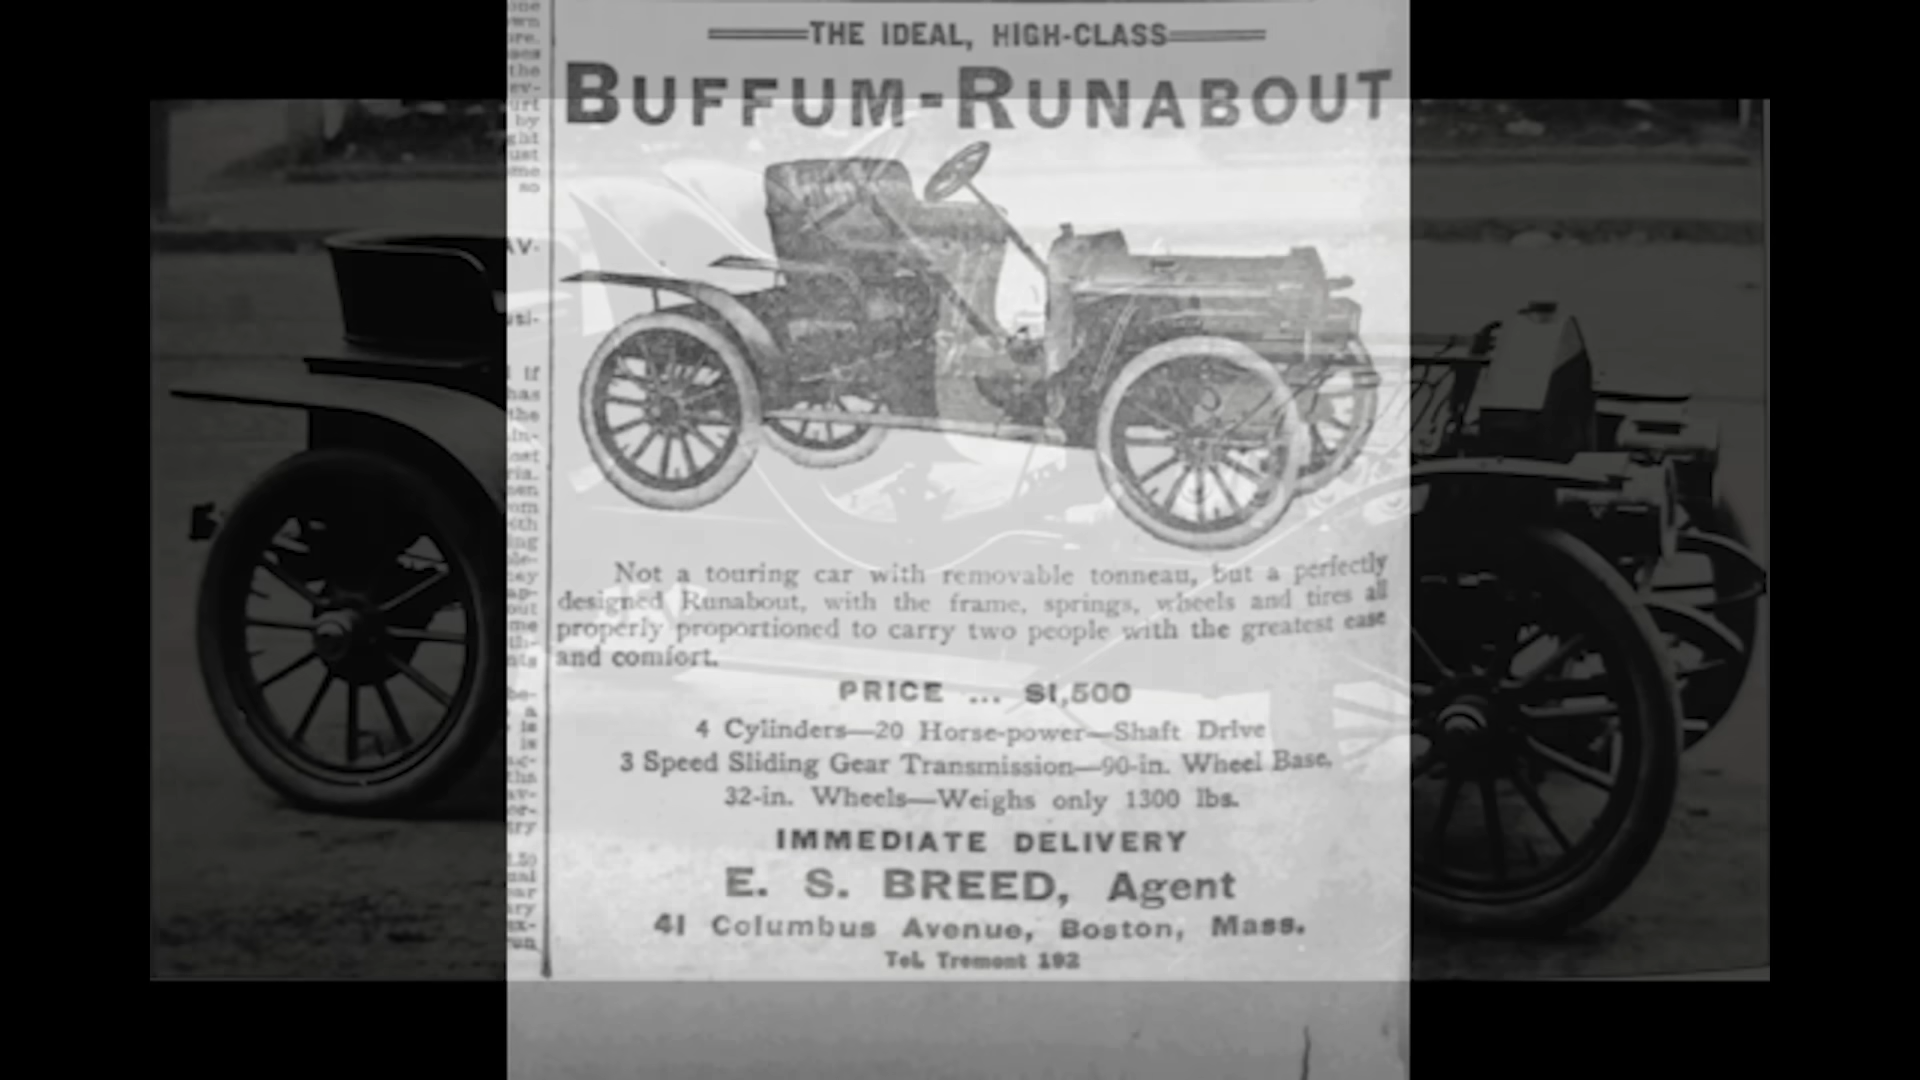 THE IDEAL, HIGH-CLASS
BUFFUM-RUNABOUT
Not a touring car with removable tonneau, but a perfectly
designed Runabout, with the frame, springs, wheels and tires all
properly proportioned to carry two people with the greatest ease
and comfort.
PRICE ... $1,500
4 Cylinders—20 Horse-power—Shaft Drive
3 Speed Sliding Gear Transmission—90-in. Wheel Base.
32-in. Wheels—Weighs only 1300 lbs.
IMMEDIATE DELIVERY
E. S. BREED, Agent
41 Columbus Avenue, Boston, Mass.
Tel. Tremont 192